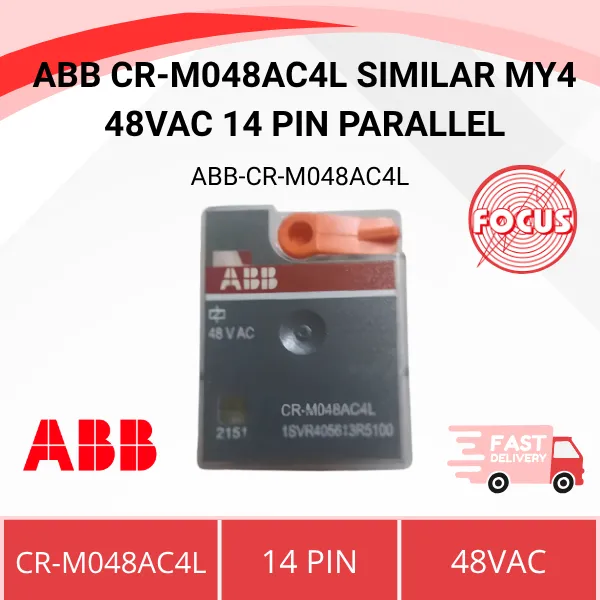 ABB CR-M048AC4L SIMILAR MY4
48VAC 14 PIN PARALLEL
ABB-CR-M048AC4L
FOCUS
ABB
48 V AC
CR-M048AC4L
2151
1SVR405613R5100
ABB
FAST
DELIVERY
CR-M048AC4L
14 PIN
48VAC